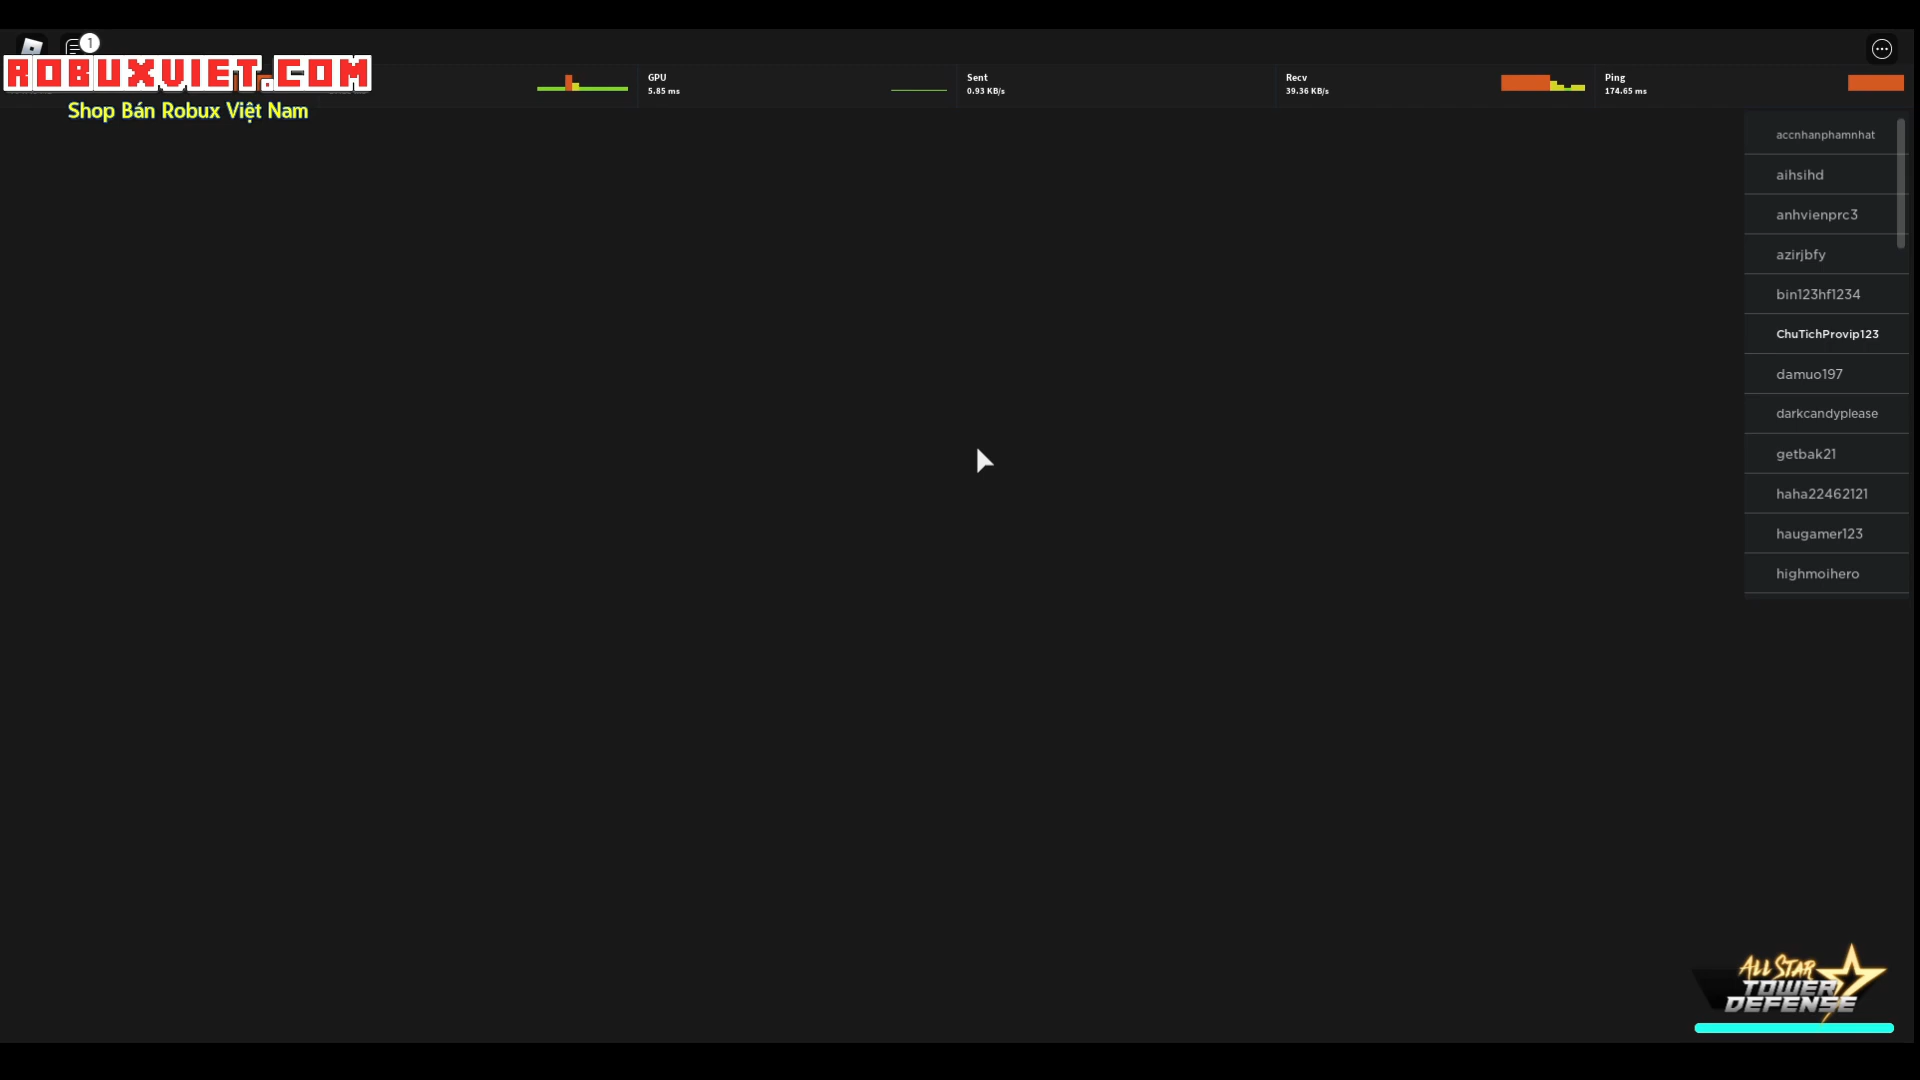 1
ROBUXVIET.COM
Shop Bán Robux Việt Nam
GPU
5.85 ms
Sent
0.93 KB/s
Recv
39.36 KB/s
Ping
174.65 ms
accnhanphamnhat
aihsihd
anhvienprc3
azirjbfy
bin123hf1234
ChuTichProvip123
damuo197
darkcandyplease
getbak21
haha22462121
haugamer123
highmoihero
ALL STAR
TOWER
DEFENSE